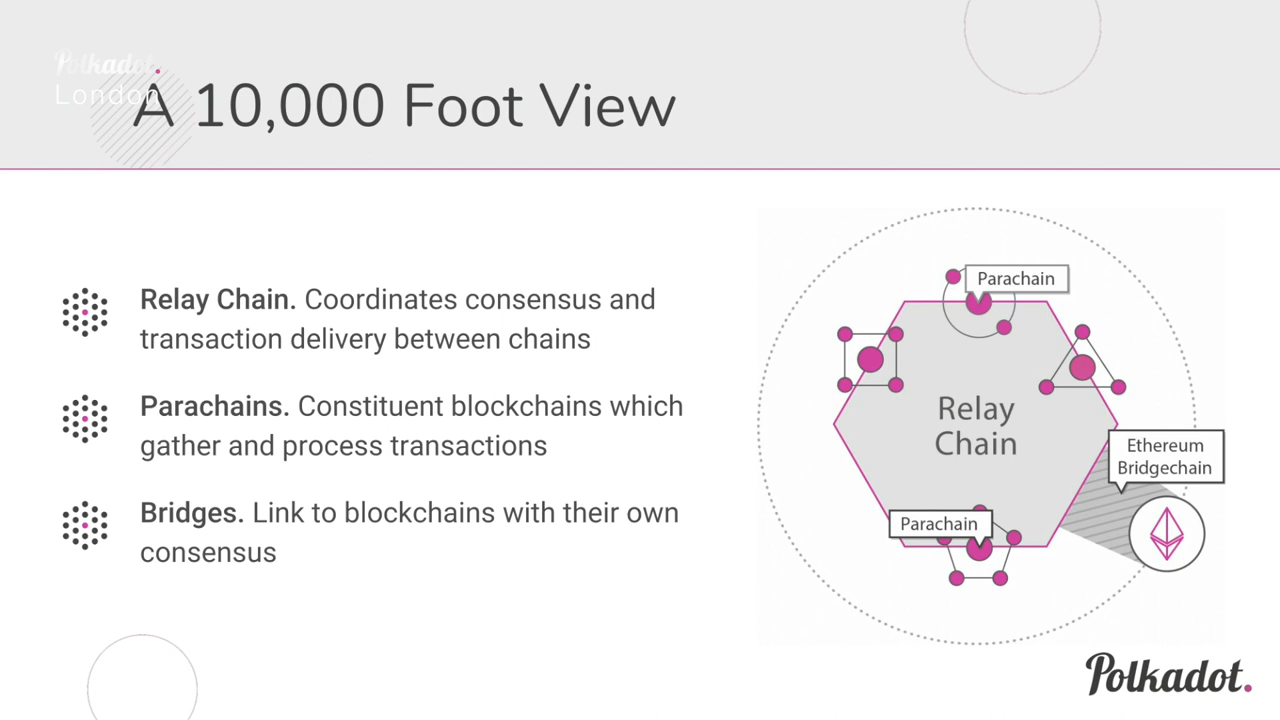 Polkadot.
London
A 10,000 Foot View
Relay Chain. Coordinates consensus and
transaction delivery between chains
Parachains. Constituent blockchains which
gather and process transactions
Bridges. Link to blockchains with their own
consensus
Parachain
Relay
Chain
Ethereum
Bridgechain
Parachain
Polkadot.